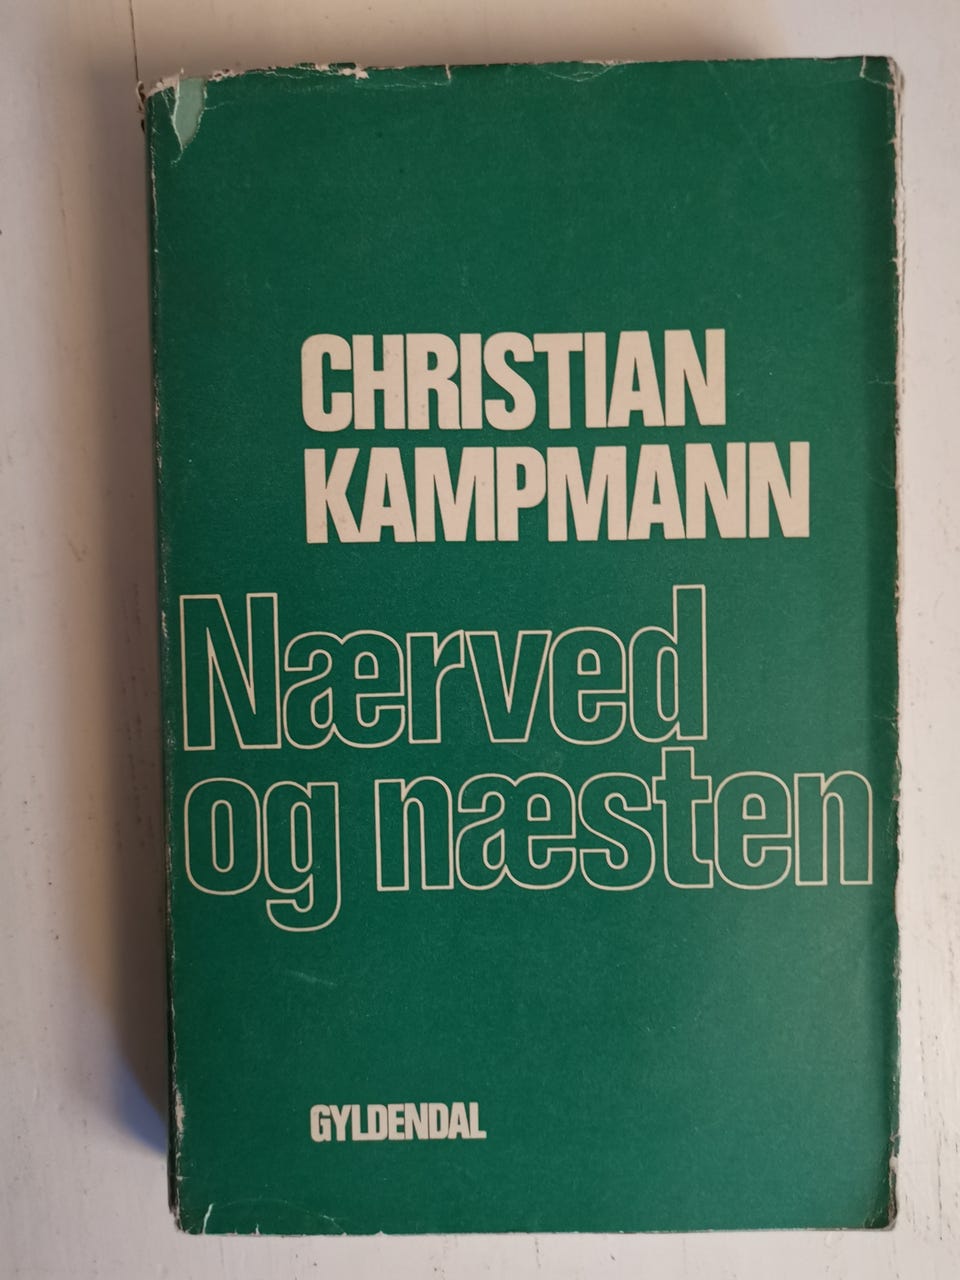 CHRISTIAN
KAMPMANN
Nærved
og næsten
GYLDENDAL